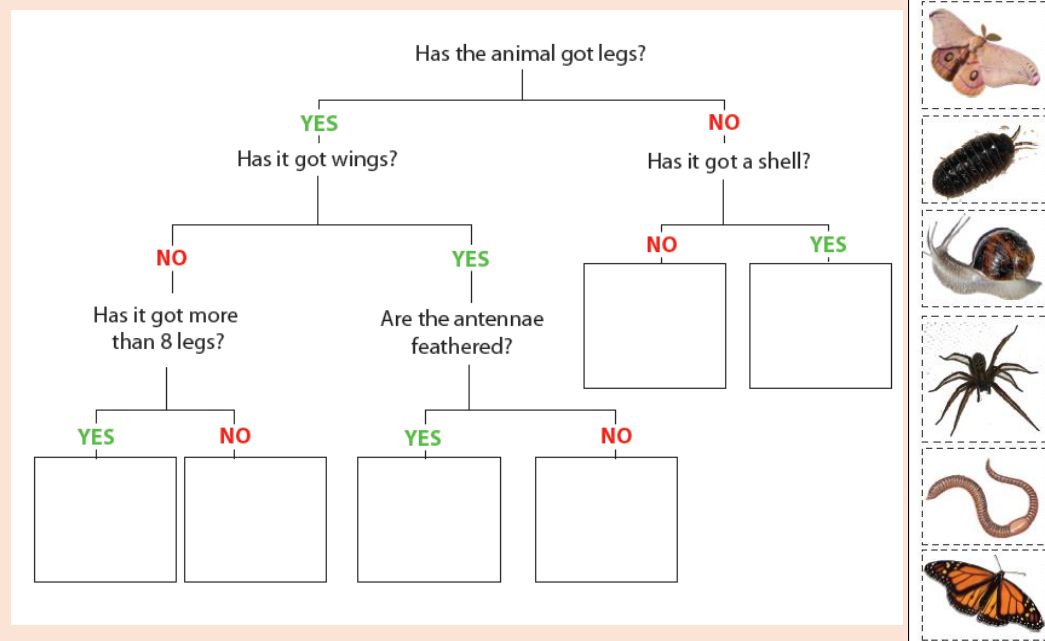 Has the animal got legs?
YES
NO
Has it got wings?
Has it got a shell?
NO
YES
NO
YES
Has it got more
than 8 legs?
Are the antennae
feathered?
YES
NO
YES
NO